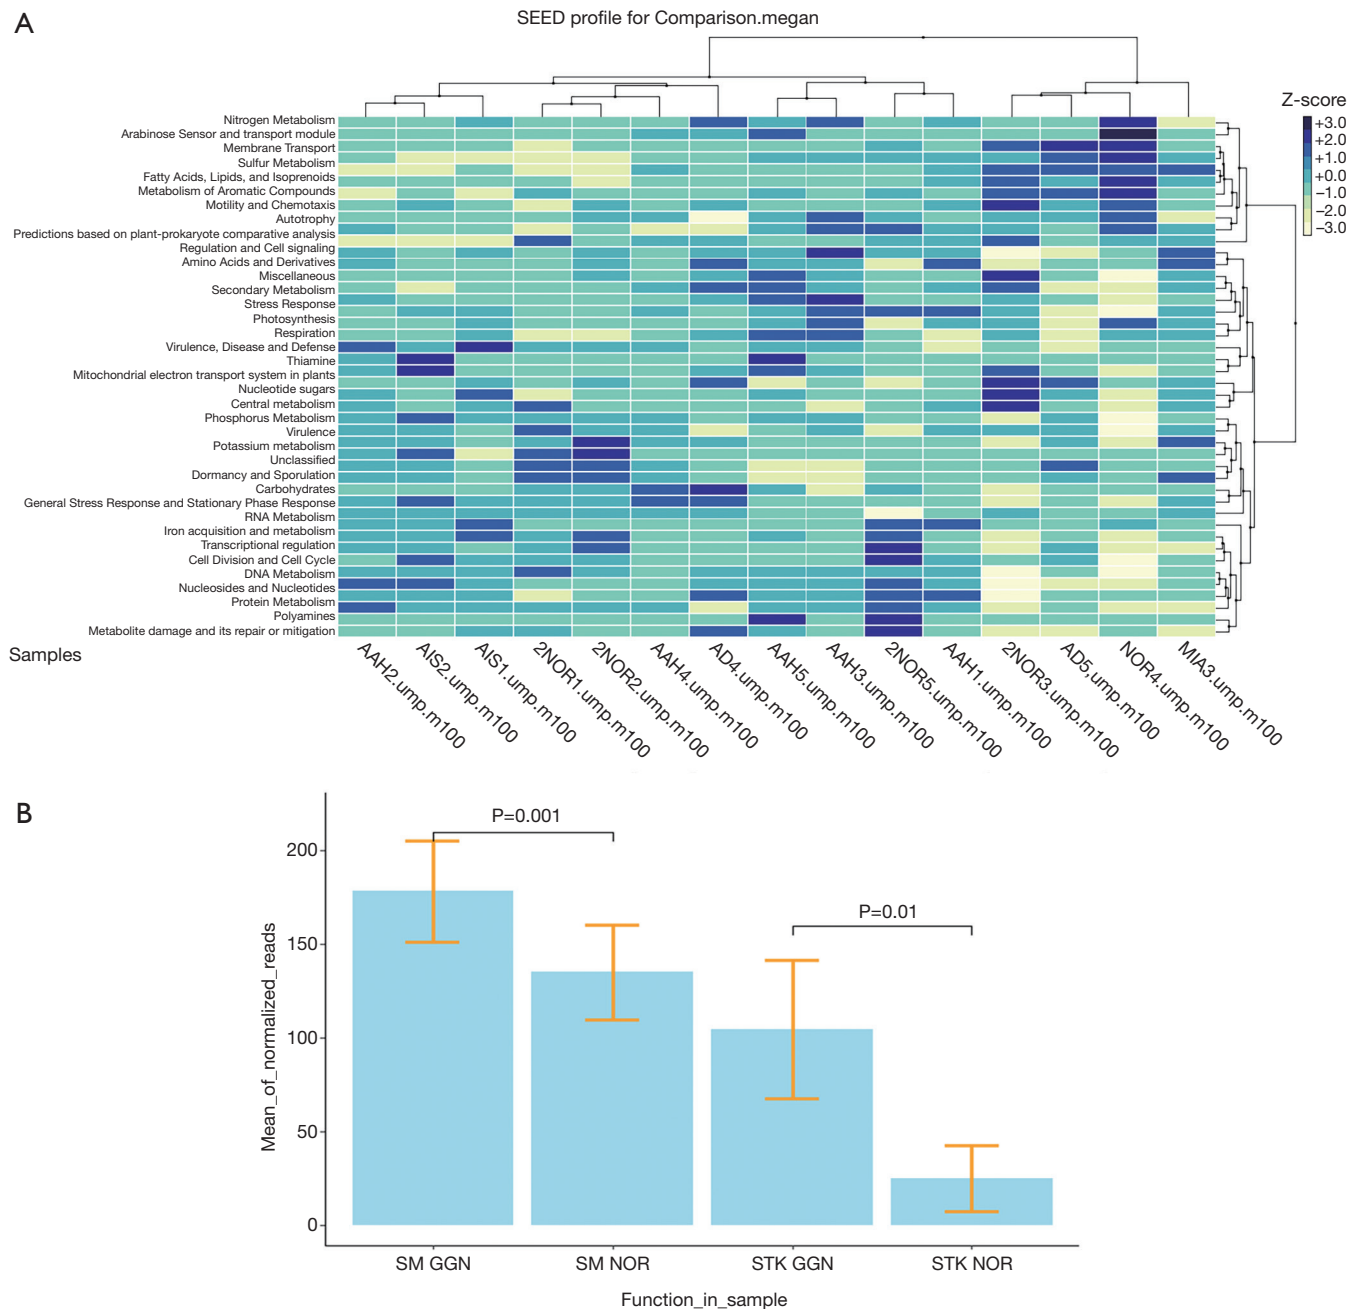 A
SEED profile for Comparison.megan
Z-score
+3.0
+2.0
+1.0
+0.0
−1.0
−2.0
−3.0
Nitrogen Metabolism
Arabinose Sensor and transport module
Membrane Transport
Sulfur Metabolism
Fatty Acids, Lipids, and Isoprenoids
Metabolism of Aromatic Compounds
Motility and Chemotaxis
Autotrophy
Predictions based on plant-prokaryote comparative analysis
Regulation and Cell signaling
Amino Acids and Derivatives
Miscellaneous
Secondary Metabolism
Stress Response
Photosynthesis
Respiration
Virulence, Disease and Defense
Thiamine
Mitochondrial electron transport system in plants
Nucleotide sugars
Central metabolism
Phosphorus Metabolism
Virulence
Potassium metabolism
Unclassified
Dormancy and Sporulation
Carbohydrates
General Stress Response and Stationary Phase Response
RNA Metabolism
Iron acquisition and metabolism
Transcriptional regulation
Cell Division and Cell Cycle
DNA Metabolism
Nucleosides and Nucleotides
Protein Metabolism
Polyamines
Metabolite damage and its repair or mitigation
Samples
AAH2.ump.m100
AIS2.ump.m100
AIS1.ump.m100
2NOR1.ump.m100
2NOR2.ump.m100
AAH4.ump.m100
AD4.ump.m100
AAH5.ump.m100
AAH3.ump.m100
2NOR5.ump.m100
AAH1.ump.m100
2NOR3.ump.m100
AD5.ump.m100
NOR4.ump.m100
MIA3.ump.m100
B
P=0.001
P=0.01
Mean_of_normalized_reads
200
150
100
50
0
SM GGN
SM NOR
STK GGN
STK NOR
Function_in_sample